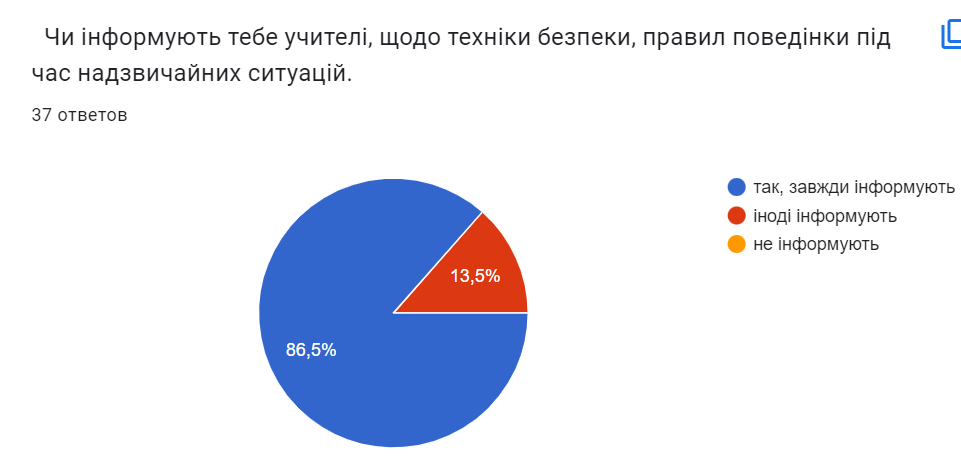 Чи інформують тебе учителі, щодо техніки безпеки, правил поведінки під
час надзвичайних ситуацій.
37 ответов
так, завжди інформують
іноді інформують
не інформують
13,5%
86,5%